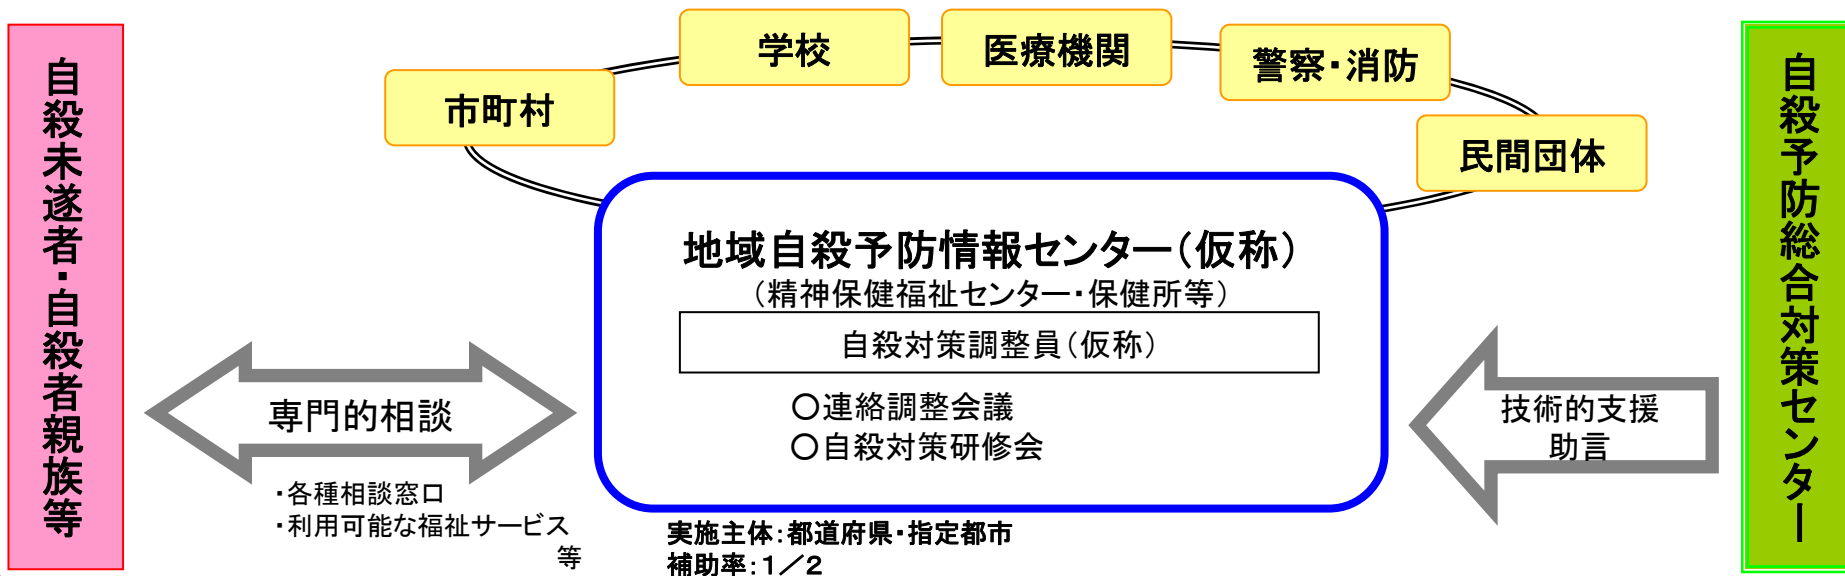 自殺未遂者・自殺者親族等
市町村
学校
医療機関
警察・消防
民間団体
地域自殺予防情報センター（仮称）
（精神保健福祉センター・保健所等）
自殺対策調整員（仮称）
○連絡調整会議
○自殺対策研修会
専門的相談
・各種相談窓口
・利用可能な福祉サービス
等
実施主体：都道府県・指定都市
補助率：１／２
技術的支援
助言
自殺予防総合対策センター